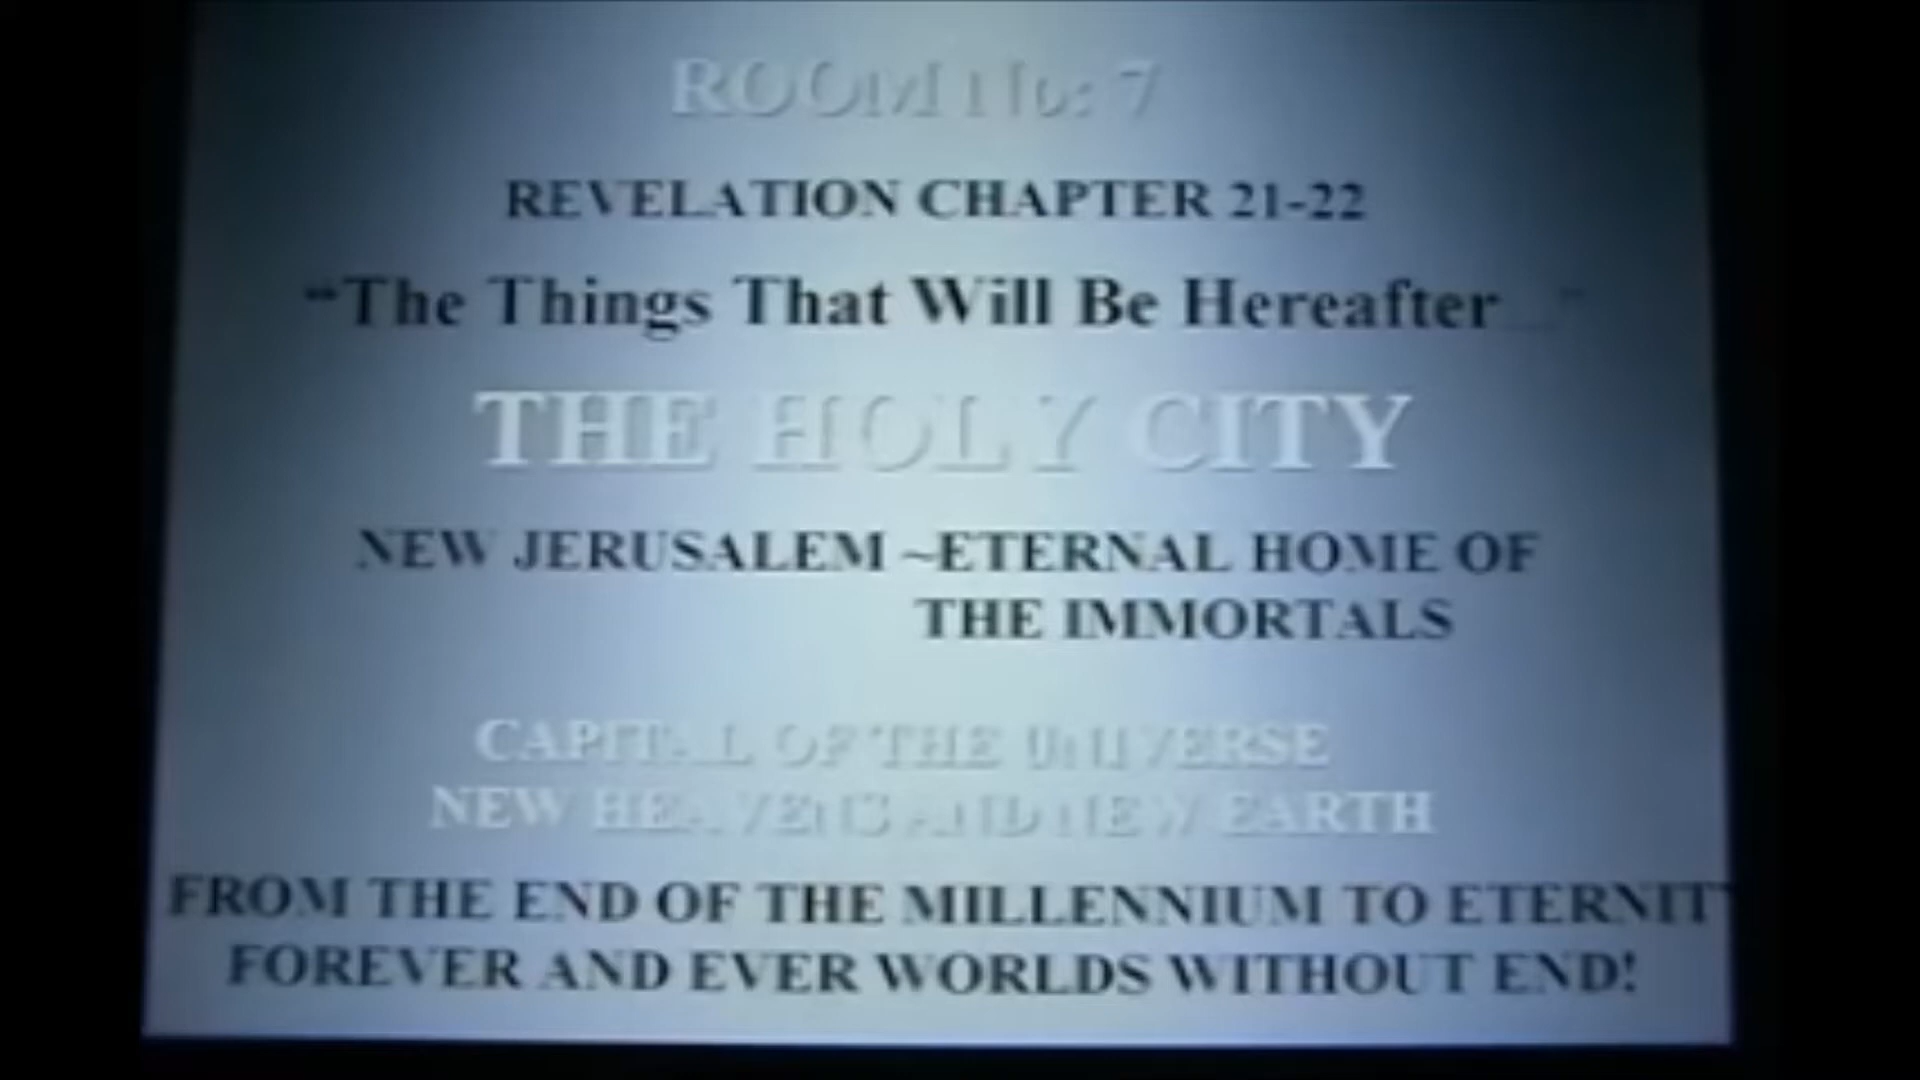 ROOM No: 7
REVELATION CHAPTER 21-22
“The Things That Will Be Hereafter…”
THE HOLY CITY
NEW JERUSALEM ~ETERNAL HOME OF
THE IMMORTALS
CAPITAL OF THE UNIVERSE
NEW HEAVENS AND NEW EARTH
FROM THE END OF THE MILLENNIUM TO ETERNIT
FOREVER AND EVER WORLDS WITHOUT END!